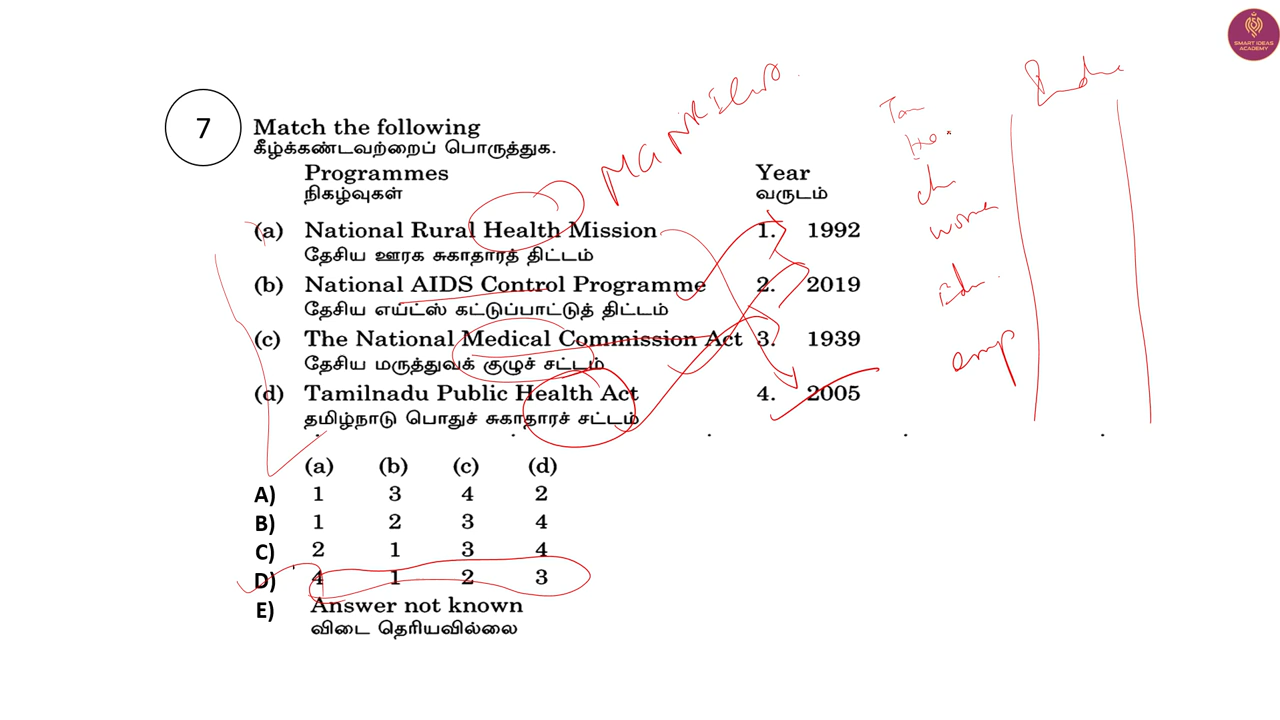 SMART IDEAS
ACADEMY
7
Match the following
கீழ்க்கண்டவற்றைப் பொருத்துக.
Programmes Year
நிகழ்வுகள் வருடம்
(a) National Rural Health Mission 1. 1992
தேசிய ஊரக சுகாதாரத் திட்டம்
(b) National AIDS Control Programme 2. 2019
தேசிய எய்ட்ஸ் கட்டுப்பாட்டுத் திட்டம்
(c) The National Medical Commission Act 3. 1939
தேசிய மருத்துவக் குழுச் சட்டம்
(d) Tamilnadu Public Health Act 4. 2005
தமிழ்நாடு பொதுச் சுகாதாரச் சட்டம்
(a) (b) (c) (d)
A) 1 3 4 2
B) 1 2 3 4
C) 2 1 3 4
D) 4 1 2 3
E) Answer not known
விடை தெரியவில்லை